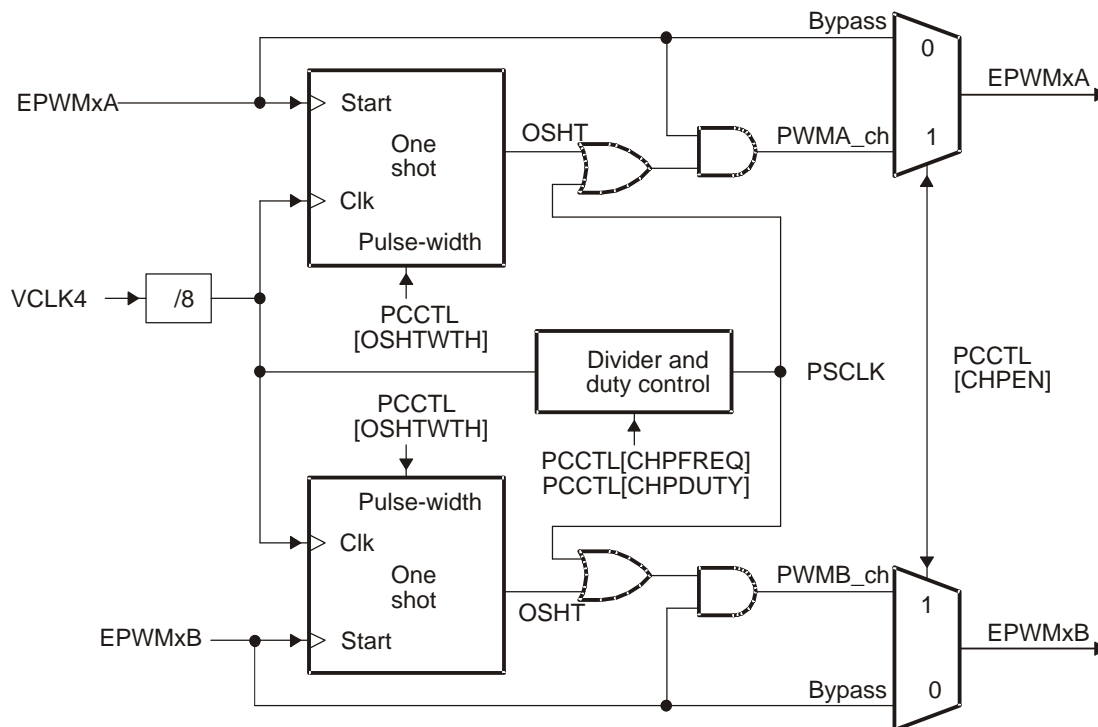 Bypass
0
EPWMxA
EPWMxA
Start
OSHT
PWMA_ch
1
One
shot
Clk
Pulse-width
VCLK4
/8
PCCTL
[OSHTWTH]
Divider and
duty control
PSCLK
PCCTL
[CHPEN]
PCCTL
[OSHTWTH]
PCCTL[CHPFREQ]
PCCTL[CHPDUTY]
Pulse-width
Clk
One
shot
OSHT
PWMB_ch
1
EPWMxB
Start
EPWMxB
Bypass
0